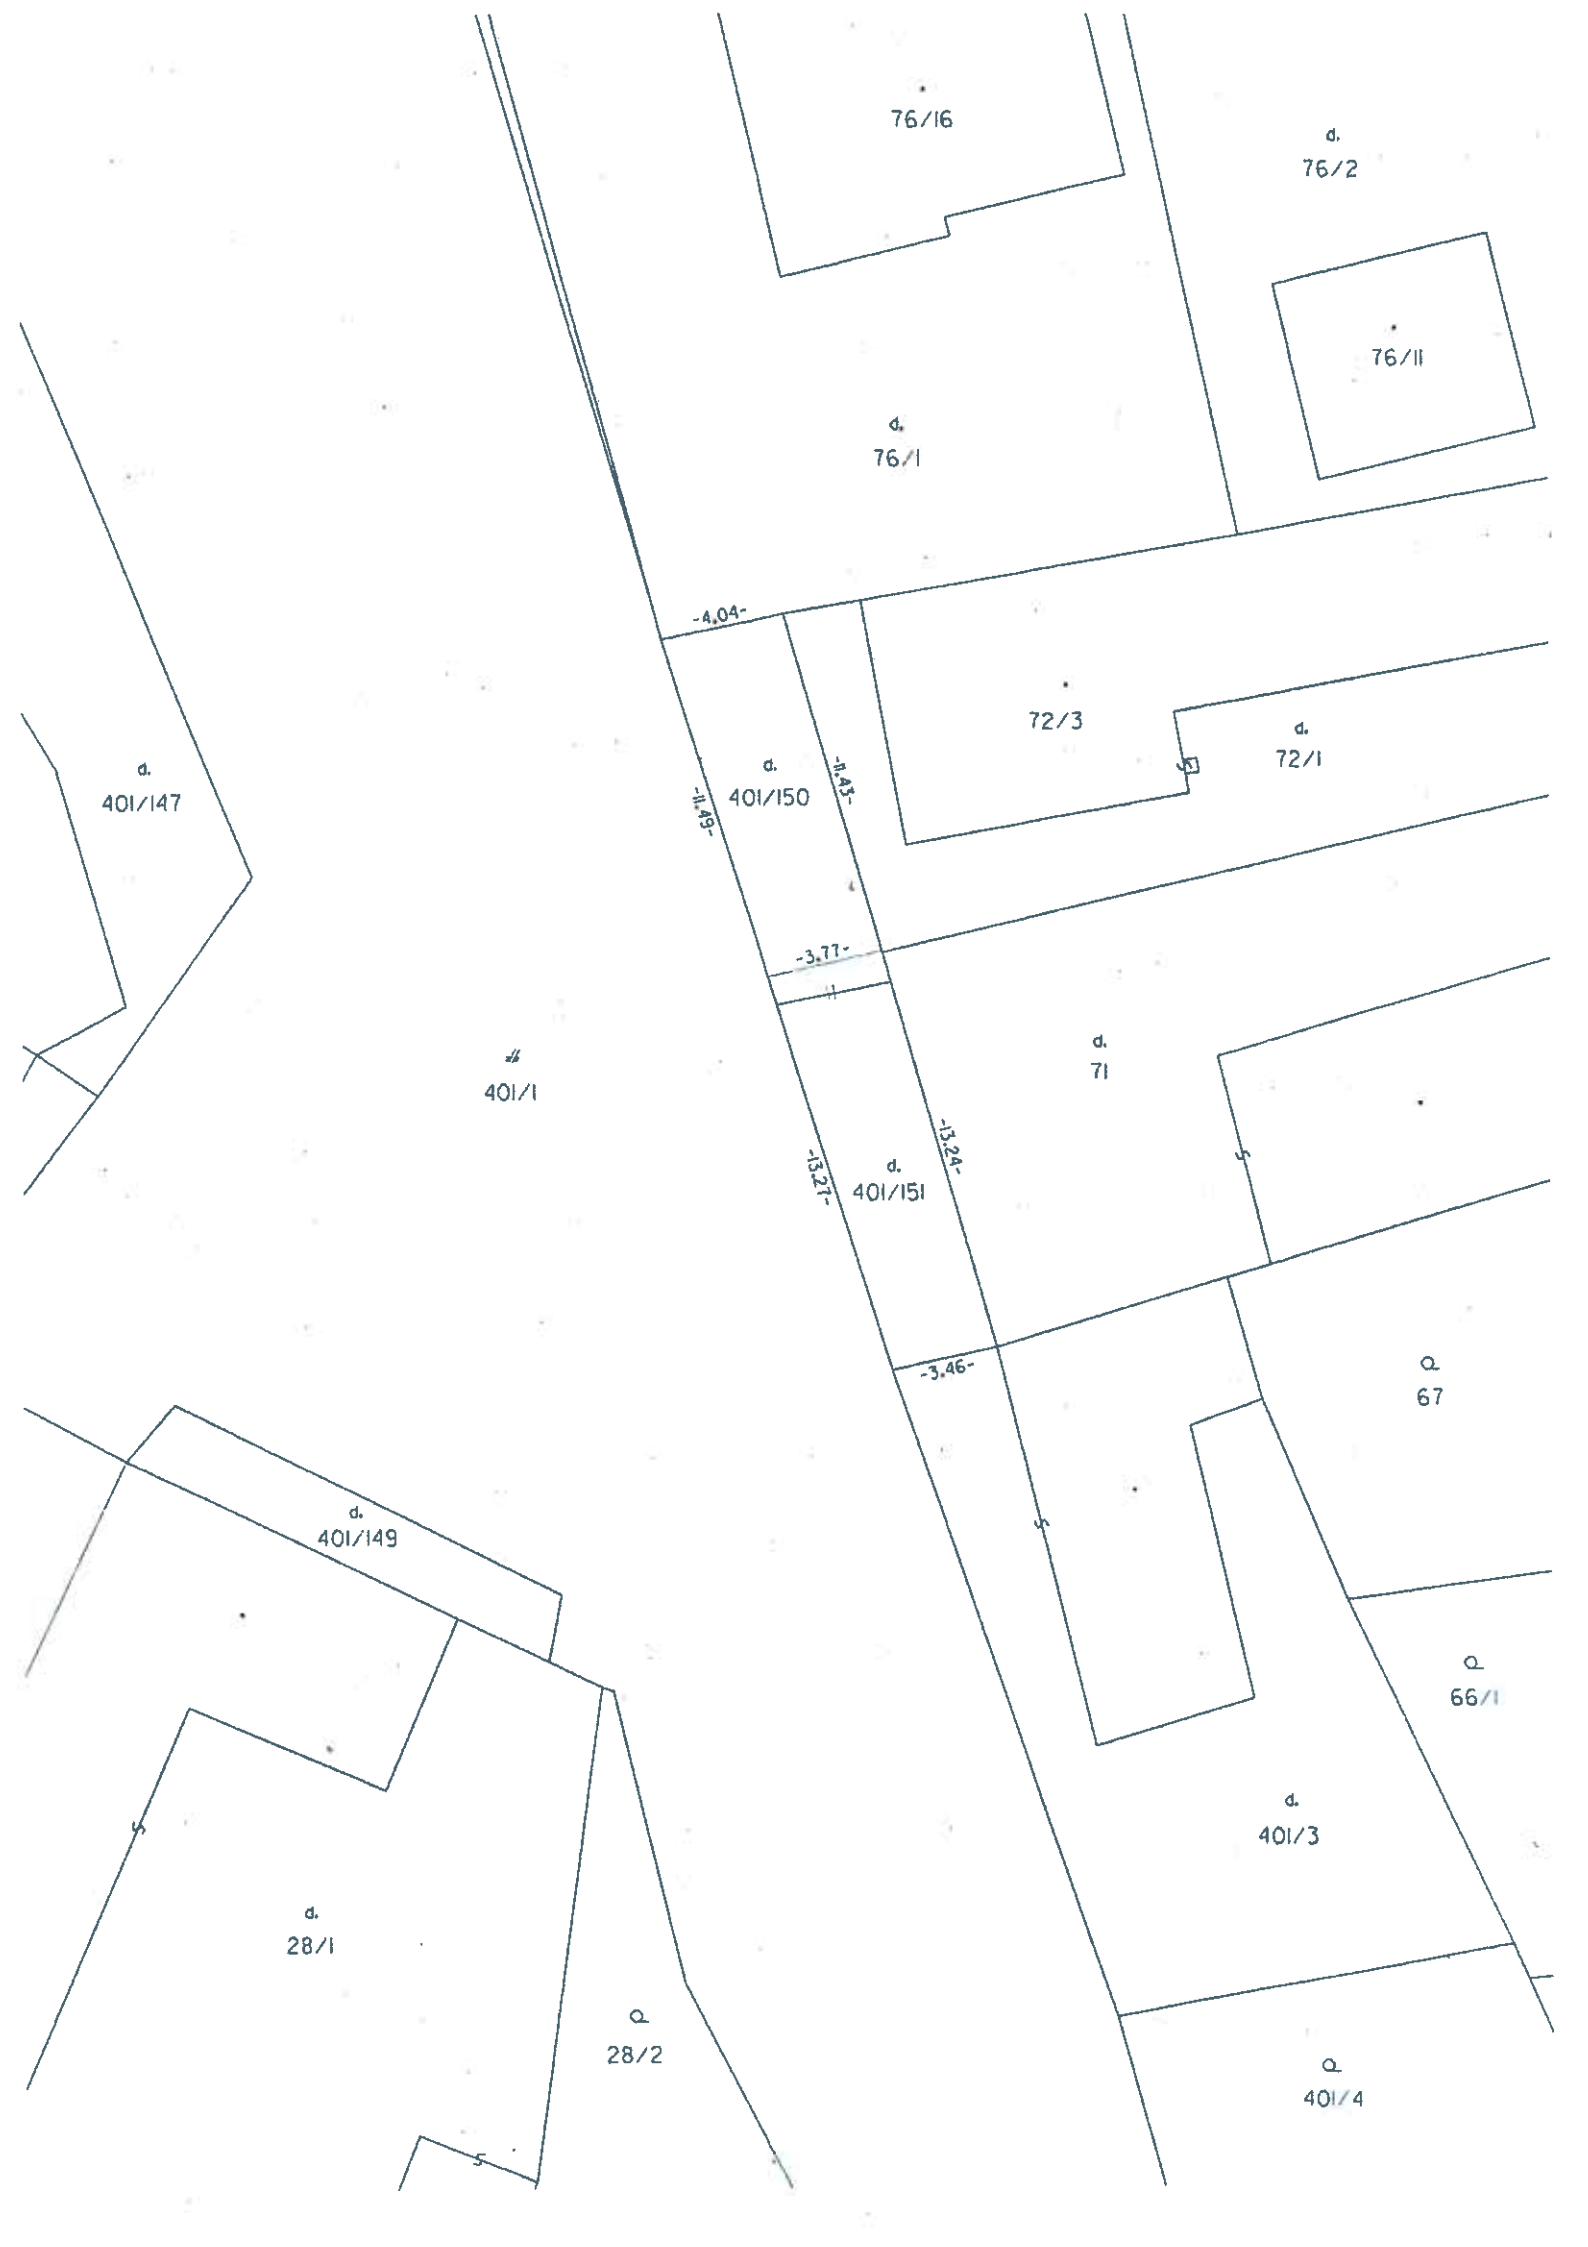 76/16
d.
76/2
76/11
d.
76/1
-4.04-
72/3
d.
72/1
d.
401/147
d.
401/150
-11.43-
-11.49-
-3.77-
d.
71
401/1
-13.24-
-13.27-
d.
401/151
-3.46-
67
d.
401/149
66/1
d.
401/3
d.
28/1
28/2
401/4